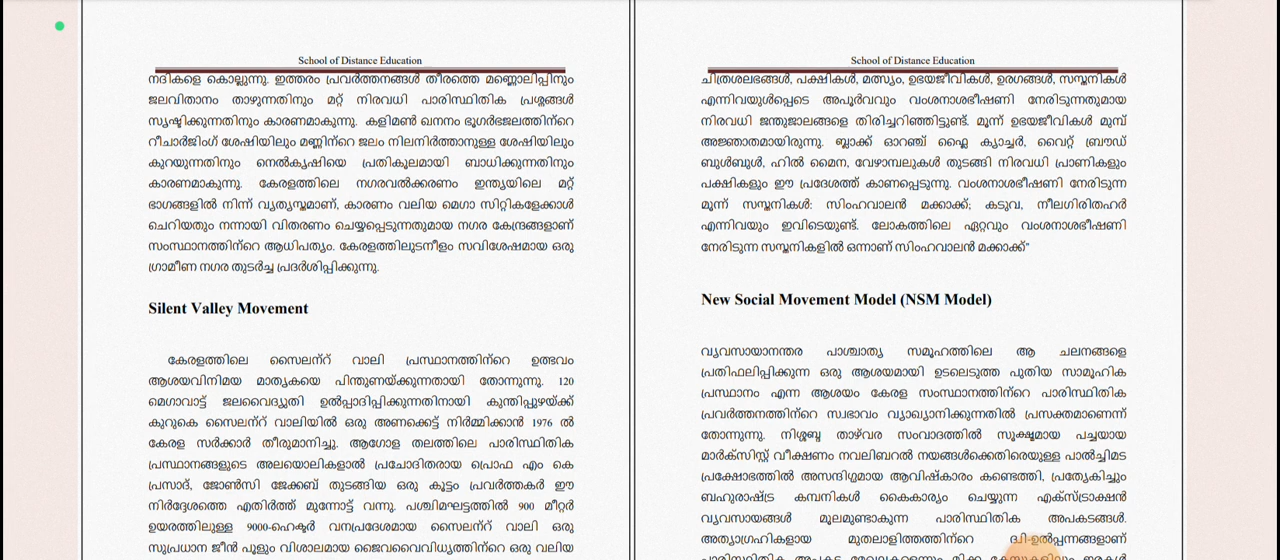 School of Distance Education
നദികളെ കൊല്ലുന്നു. ഇത്തരം പ്രവർത്തനങ്ങൾ തീരത്തെ മണ്ണൊലിപ്പിനും
ജലവിതാനം താഴുന്നതിനും മറ്റ് നിരവധി പാരിസ്ഥിതിക പ്രശ്നങ്ങൾ
സൃഷ്ടിക്കുന്നതിനും കാരണമാകുന്നു. കളിമൺ ഖനനം ഭൂഗർഭജലത്തിന്റെ
റീചാർജിംഗ് ശേഷിയിലും മണ്ണിന്റെ ജലം നിലനിർത്താനുള്ള ശേഷിയിലും
കുറയുന്നതിനും നെൽകൃഷിയെ പ്രതികൂലമായി ബാധിക്കുന്നതിനും
കാരണമാകുന്നു. കേരളത്തിലെ നഗരവൽക്കരണം ഇന്ത്യയിലെ മറ്റ്
ഭാഗങ്ങളിൽ നിന്ന് വ്യത്യസ്തമാണ്, കാരണം വലിയ മെഗാ സിറ്റികളേക്കാൾ
ചെറിയതും നന്നായി വിതരണം ചെയ്യപ്പെടുന്നതുമായ നഗര കേന്ദ്രങ്ങളാണ്
സംസ്ഥാനത്തിന്റെ ആധിപത്യം. കേരളത്തിലുടനീളം സവിശേഷമായ ഒരു
ഗ്രാമീണ നഗര തുടർച്ച പ്രദർശിപ്പിക്കുന്നു.
Silent Valley Movement
കേരളത്തിലെ സൈലന്റ് വാലി പ്രസ്ഥാനത്തിന്റെ ഉത്ഭവം
ആശയവിനിമയ മാതൃകയെ പിന്തുണയ്ക്കുന്നതായി തോന്നുന്നു. 120
മെഗാവാട്ട് ജലവൈദ്യുതി ഉൽപ്പാദിപ്പിക്കുന്നതിനായി കുന്തിപ്പുഴയ്ക്ക്
കുറുകെ സൈലന്റ് വാലിയിൽ ഒരു അണക്കെട്ട് നിർമ്മിക്കാൻ 1976 ൽ
കേരള സർക്കാർ തീരുമാനിച്ചു. ആഗോള തലത്തിലെ പാരിസ്ഥിതിക
പ്രസ്ഥാനങ്ങളുടെ അലയൊലികളാൽ പ്രചോദിതരായ പ്രൊഫ എം കെ
പ്രസാദ്, ജോൺസി ജേക്കബ് തുടങ്ങിയ ഒരു കൂട്ടം പ്രവർത്തകർ ഈ
നിർദ്ദേശത്തെ എതിർത്ത് മുന്നോട്ട് വന്നു. പശ്ചിമഘട്ടത്തിൽ 900 മീറ്റർ
ഉയരത്തിലുള്ള 9000-ഹെക്ടർ വനപ്രദേശമായ സൈലന്റ് വാലി ഒരു
സുപ്രധാന ജീൻ പൂളും വിശാലമായ ജൈവവൈവിധ്യത്തിന്റെ ഒരു വലിയ
School of Distance Education
ചിത്രശലഭങ്ങൾ, പക്ഷികൾ, മത്സ്യം, ഉഭയജീവികൾ, ഉരഗങ്ങൾ, സസ്തനികൾ
എന്നിവയുൾപ്പെടെ അപൂർവവും വംശനാശഭീഷണി നേരിടുന്നതുമായ
നിരവധി ജന്തുജാലങ്ങളെ തിരിച്ചറിഞ്ഞിട്ടുണ്ട്. മൂന്ന് ഉഭയജീവികൾ മുമ്പ്
അജ്ഞാതമായിരുന്നു. ബ്ലാക്ക് ഓറഞ്ച് ഫ്ലൈ ക്യാച്ചർ, വൈറ്റ് ബ്രൗഡ്
ബുൾബുൾ, ഹിൽ മൈന, വേഴാമ്പലുകൾ തുടങ്ങി നിരവധി പ്രാണികളും
പക്ഷികളും ഈ പ്രദേശത്ത് കാണപ്പെടുന്നു. വംശനാശഭീഷണി നേരിടുന്ന
മൂന്ന് സസ്തനികൾ: സിംഹവാലൻ മക്കാക്ക്; കടുവ, നീലഗിരിതഹർ
എന്നിവയും ഇവിടെയുണ്ട്. ലോകത്തിലെ ഏറ്റവും വംശനാശഭീഷണി
നേരിടുന്ന സസ്തനികളിൽ ഒന്നാണ് സിംഹവാലൻ മക്കാക്ക്"
New Social Movement Model (NSM Model)
വ്യവസായാനന്തര പാശ്ചാത്യ സമൂഹത്തിലെ ആ ചലനങ്ങളെ
പ്രതിഫലിപ്പിക്കുന്ന ഒരു ആശയമായി ഉടലെടുത്ത പുതിയ സാമൂഹിക
പ്രസ്ഥാനം എന്ന ആശയം കേരള സംസ്ഥാനത്തിന്റെ പാരിസ്ഥിതിക
പ്രവർത്തനത്തിന്റെ സ്വഭാവം വ്യാഖ്യാനിക്കുന്നതിൽ പ്രസക്തമാണെന്ന്
തോന്നുന്നു. നിശ്ശബ്ദ താഴ്‌വര സംവാദത്തിൽ സൂക്ഷ്മമായ പച്ചയായ
മാർക്സിസ്റ്റ് വീക്ഷണം നവലിബറൽ നയങ്ങൾക്കെതിരെയുള്ള പാൽച്ചിമട
പ്രക്ഷോഭത്തിൽ അസന്ദിഗ്ദ്ധമായ ആവിഷ്കാരം കണ്ടെത്തി, പ്രത്യേകിച്ചും
ബഹുരാഷ്ട്ര കമ്പനികൾ കൈകാര്യം ചെയ്യുന്ന എക്സ്ട്രാക്ഷൻ
വ്യവസായങ്ങൾ മൂലമുണ്ടാകുന്ന പാരിസ്ഥിതിക അപകടങ്ങൾ.
അത്യാഗ്രഹികളായ മുതലാളിത്തത്തിന്റെ ദ്വി-ഉൽപ്പന്നങ്ങളാണ്